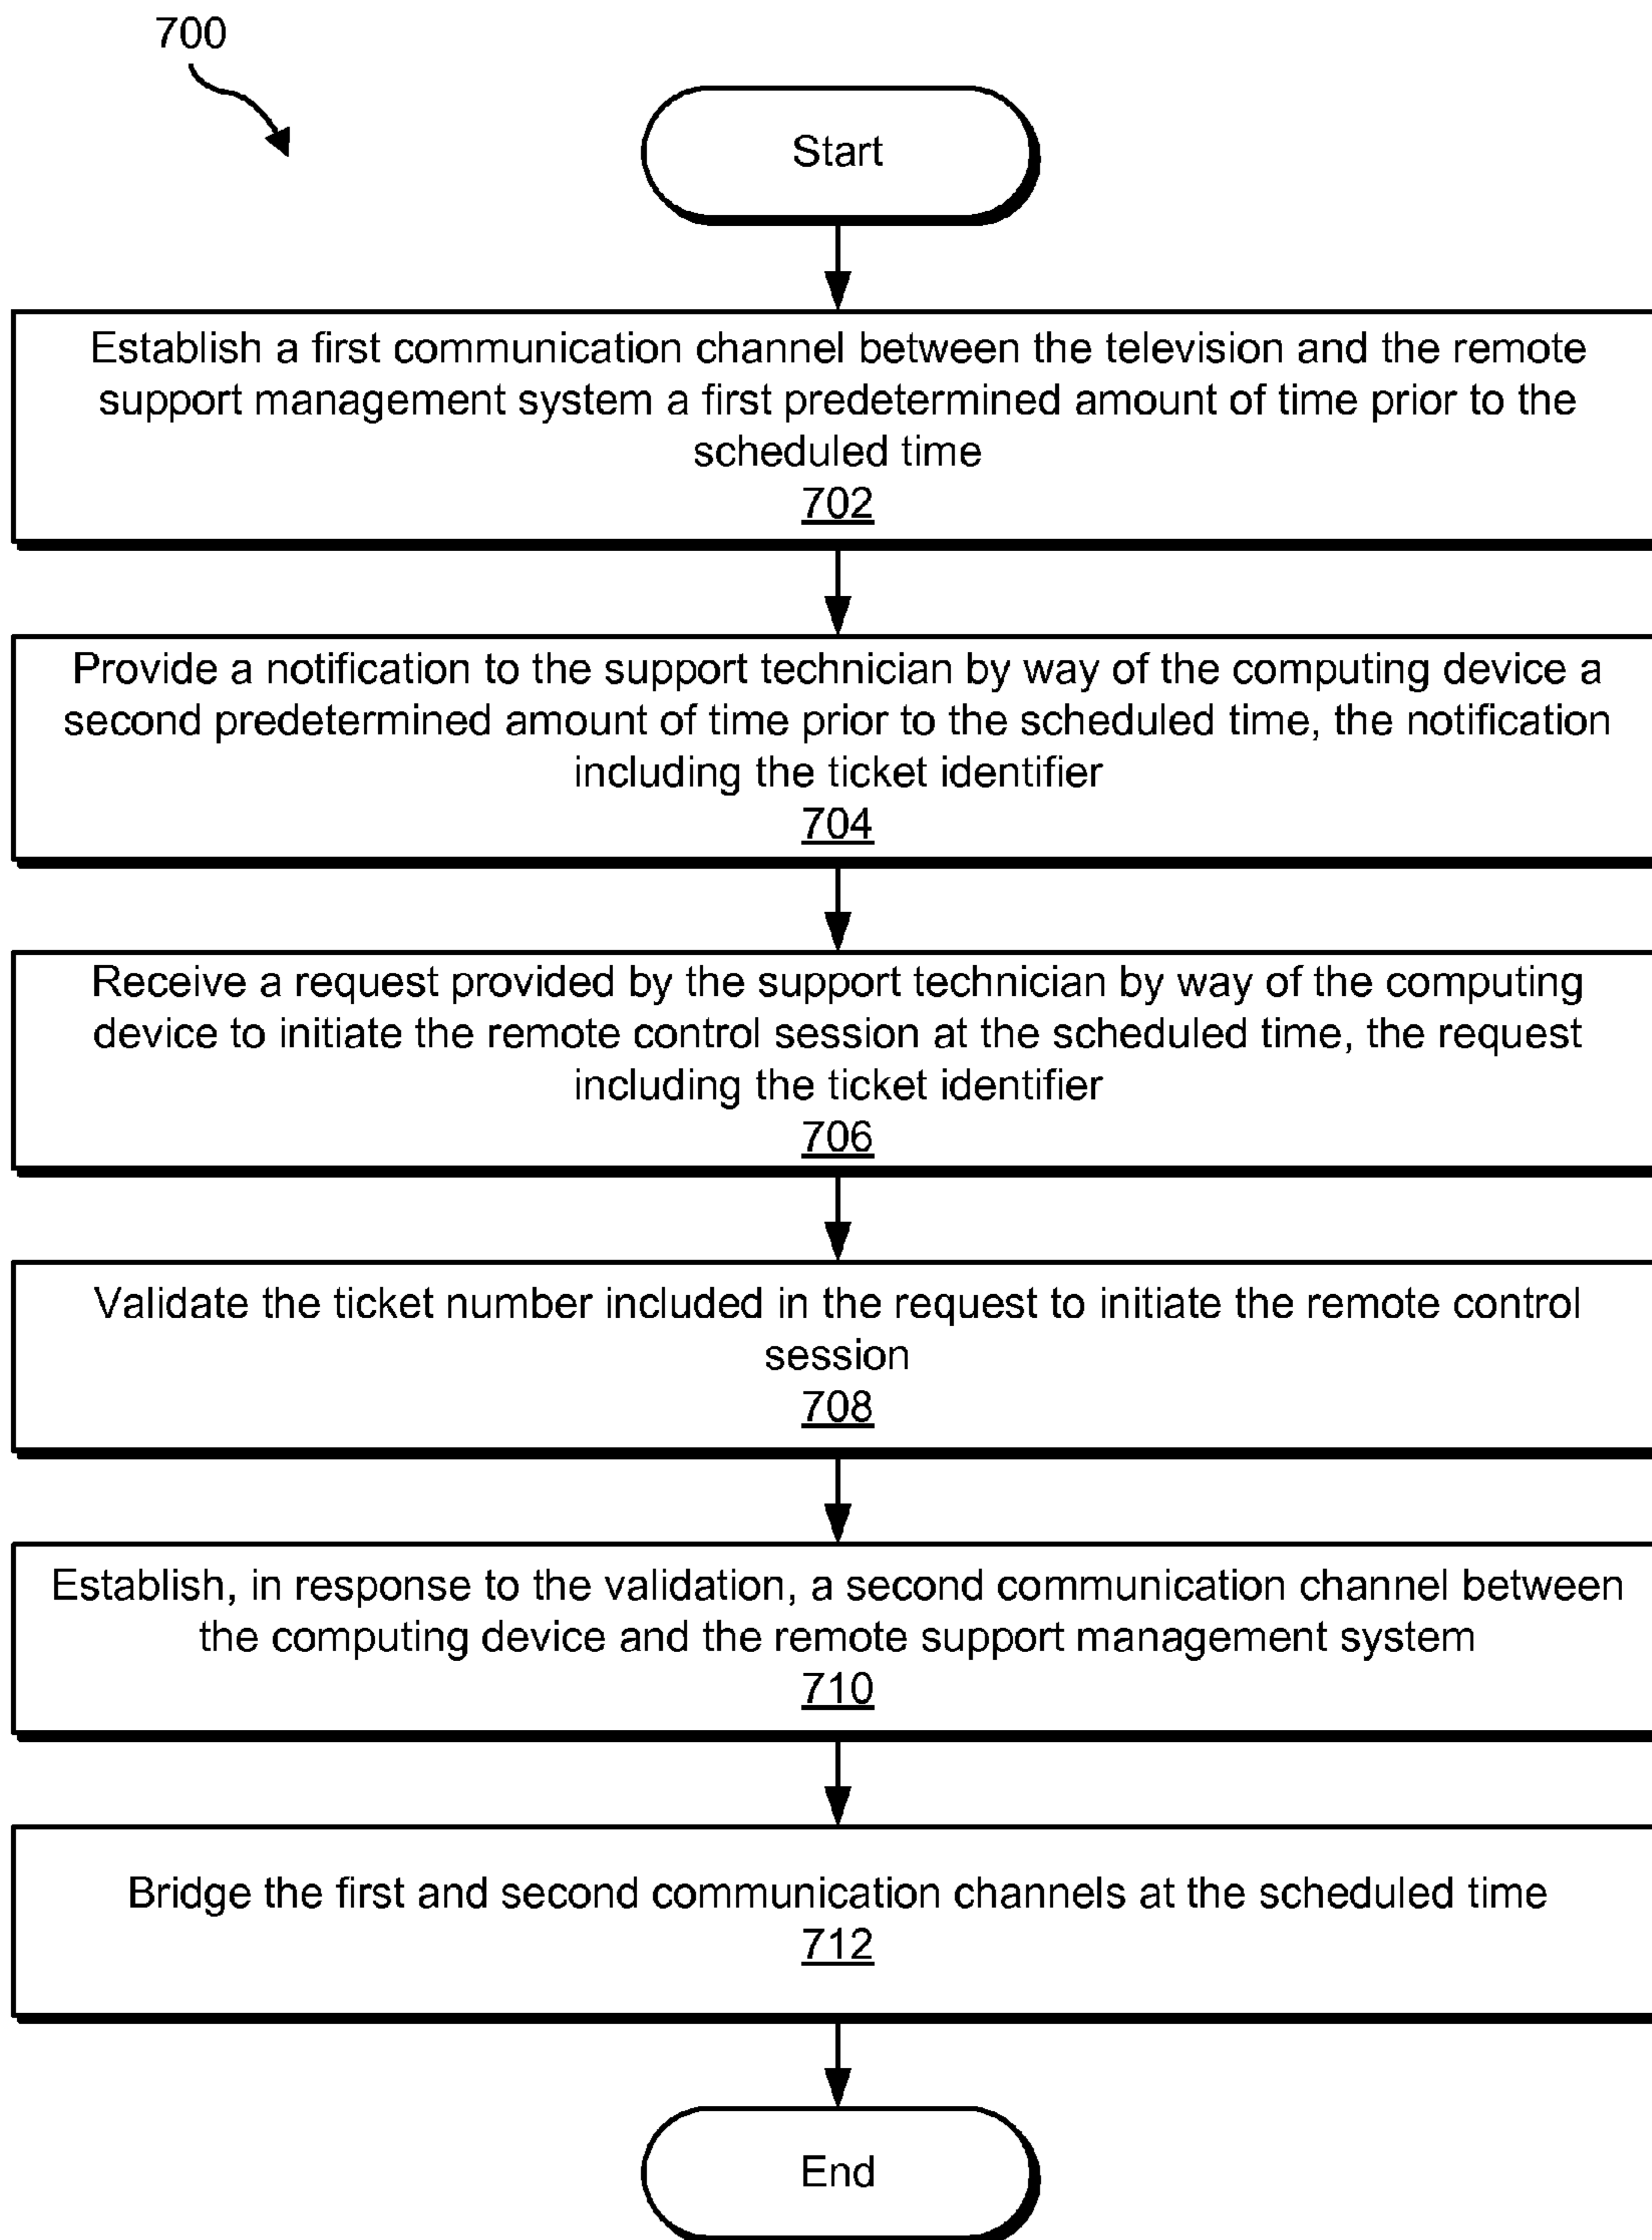 700
Start
Establish a first communication channel between the television and the remote
support management system a first predetermined amount of time prior to the
scheduled time
702
Provide a notification to the support technician by way of the computing device a
second predetermined amount of time prior to the scheduled time, the notification
including the ticket identifier
704
Receive a request provided by the support technician by way of the computing
device to initiate the remote control session at the scheduled time, the request
including the ticket identifier
706
Validate the ticket number included in the request to initiate the remote control
session
708
Establish, in response to the validation, a second communication channel between
the computing device and the remote support management system
710
Bridge the first and second communication channels at the scheduled time
712
End